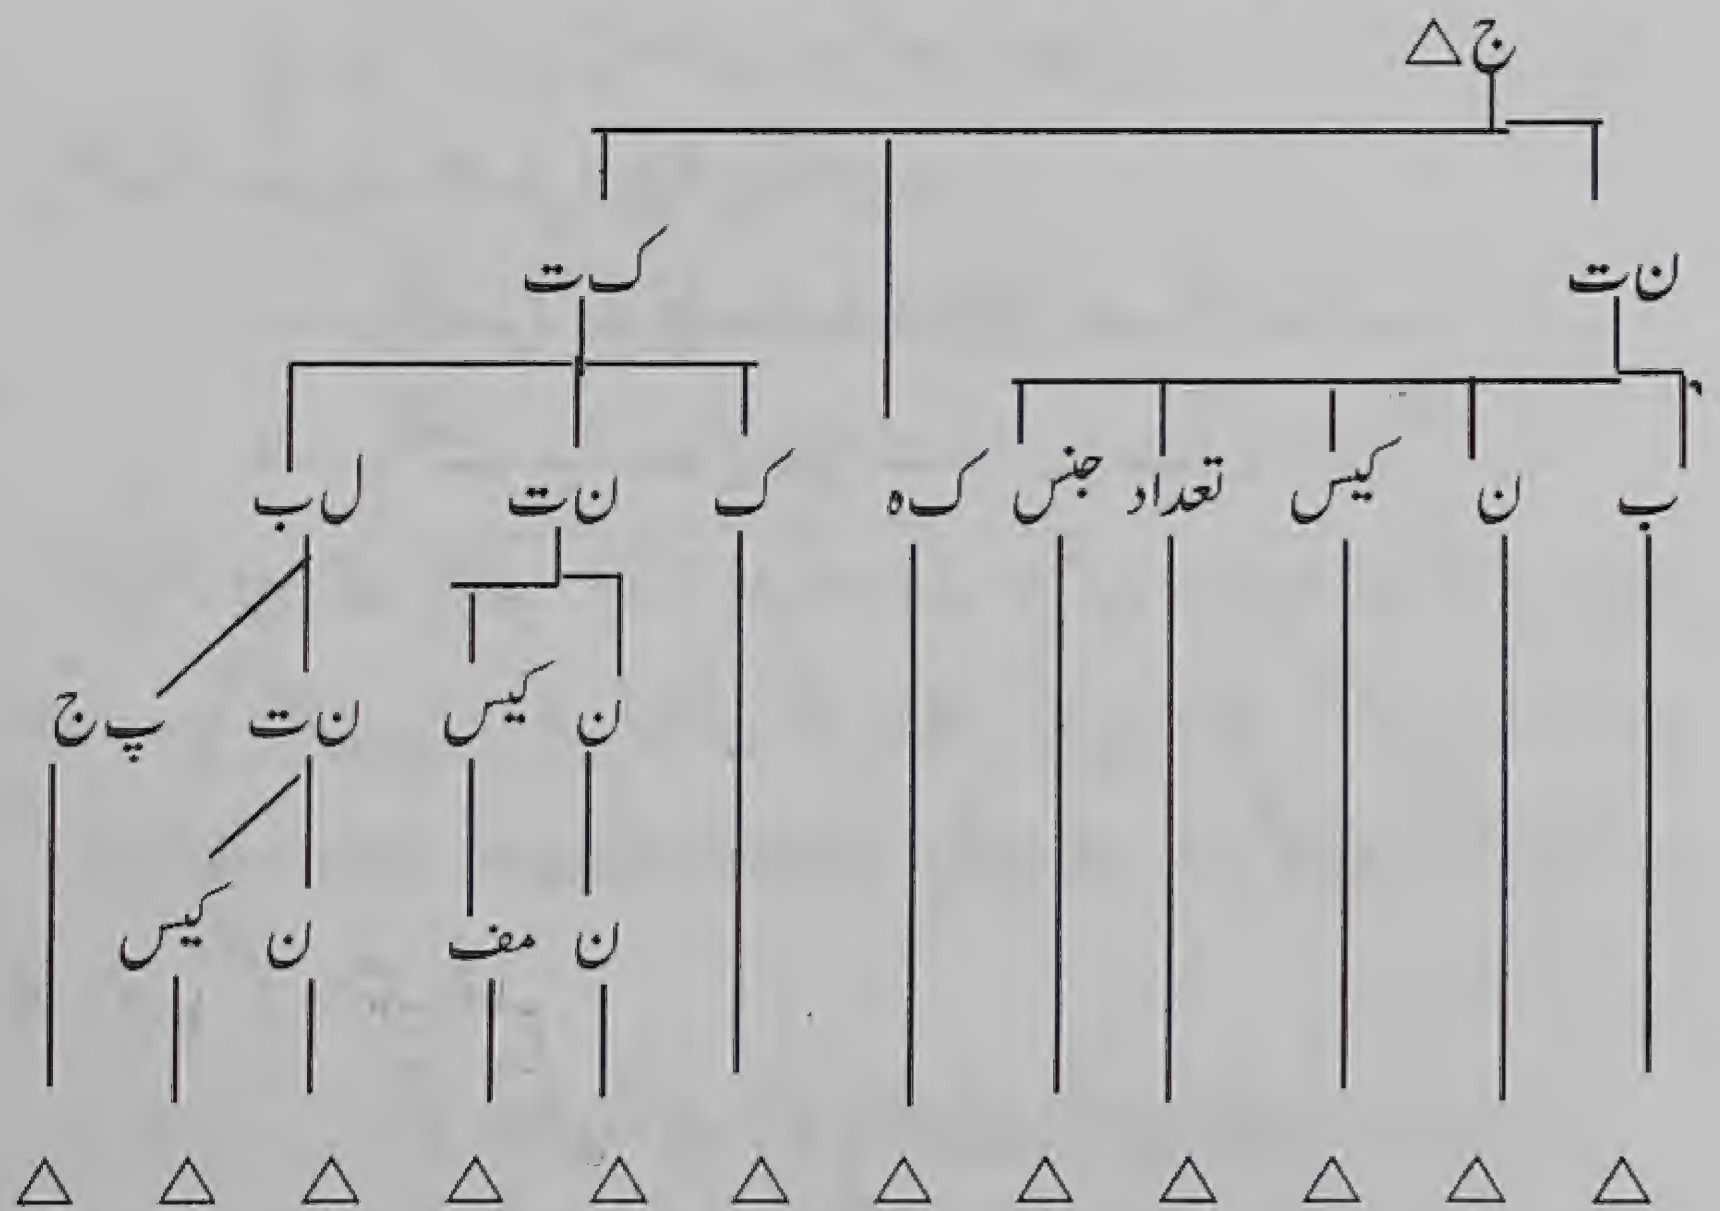 ج △
ن ت ک ت
ب ن کیس تعداد جنس ک ہ ک ن ت ل ب
ن کیس ن ت پ ج
ن مف ن کیس
△ △ △ △ △ △ △ △ △ △ △ △